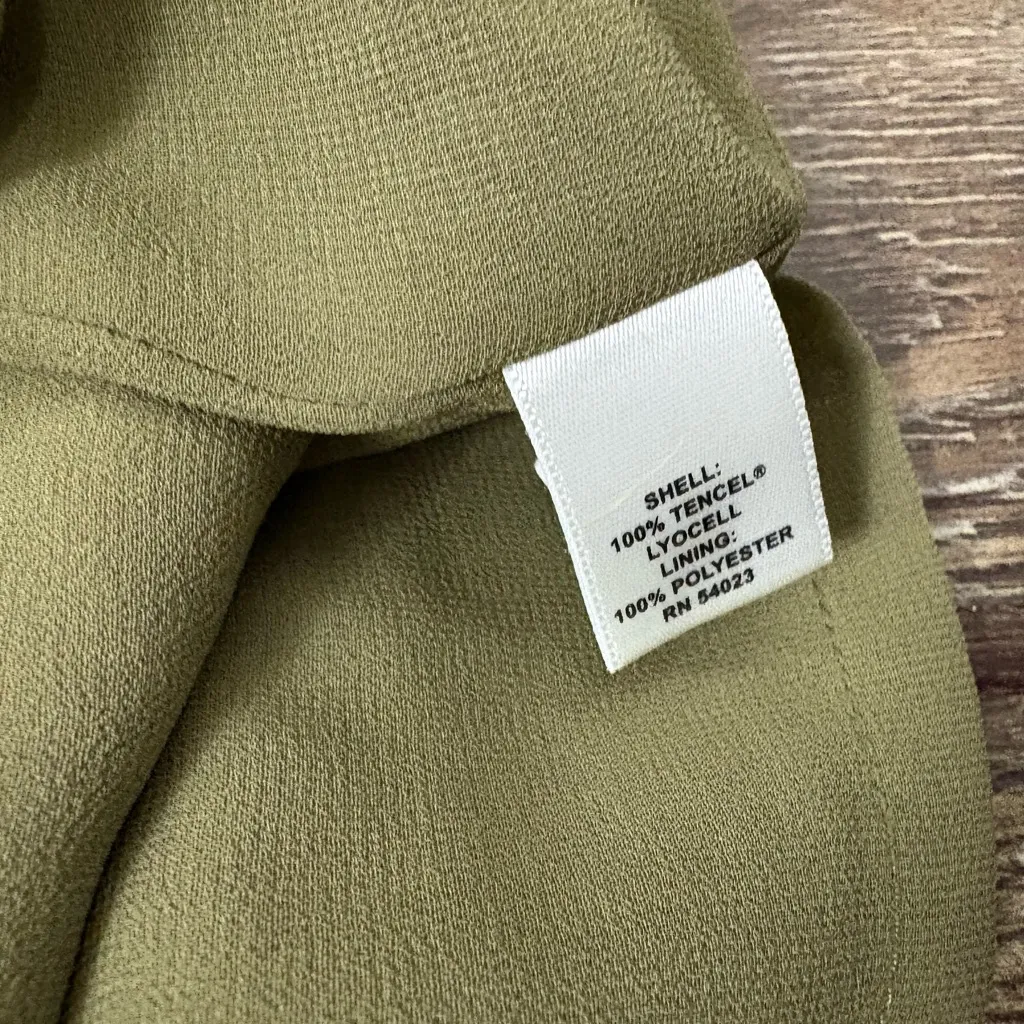 SHELL:
100% TENCEL®
LYOCELL
LINING:
100% POLYESTER
RN 54023